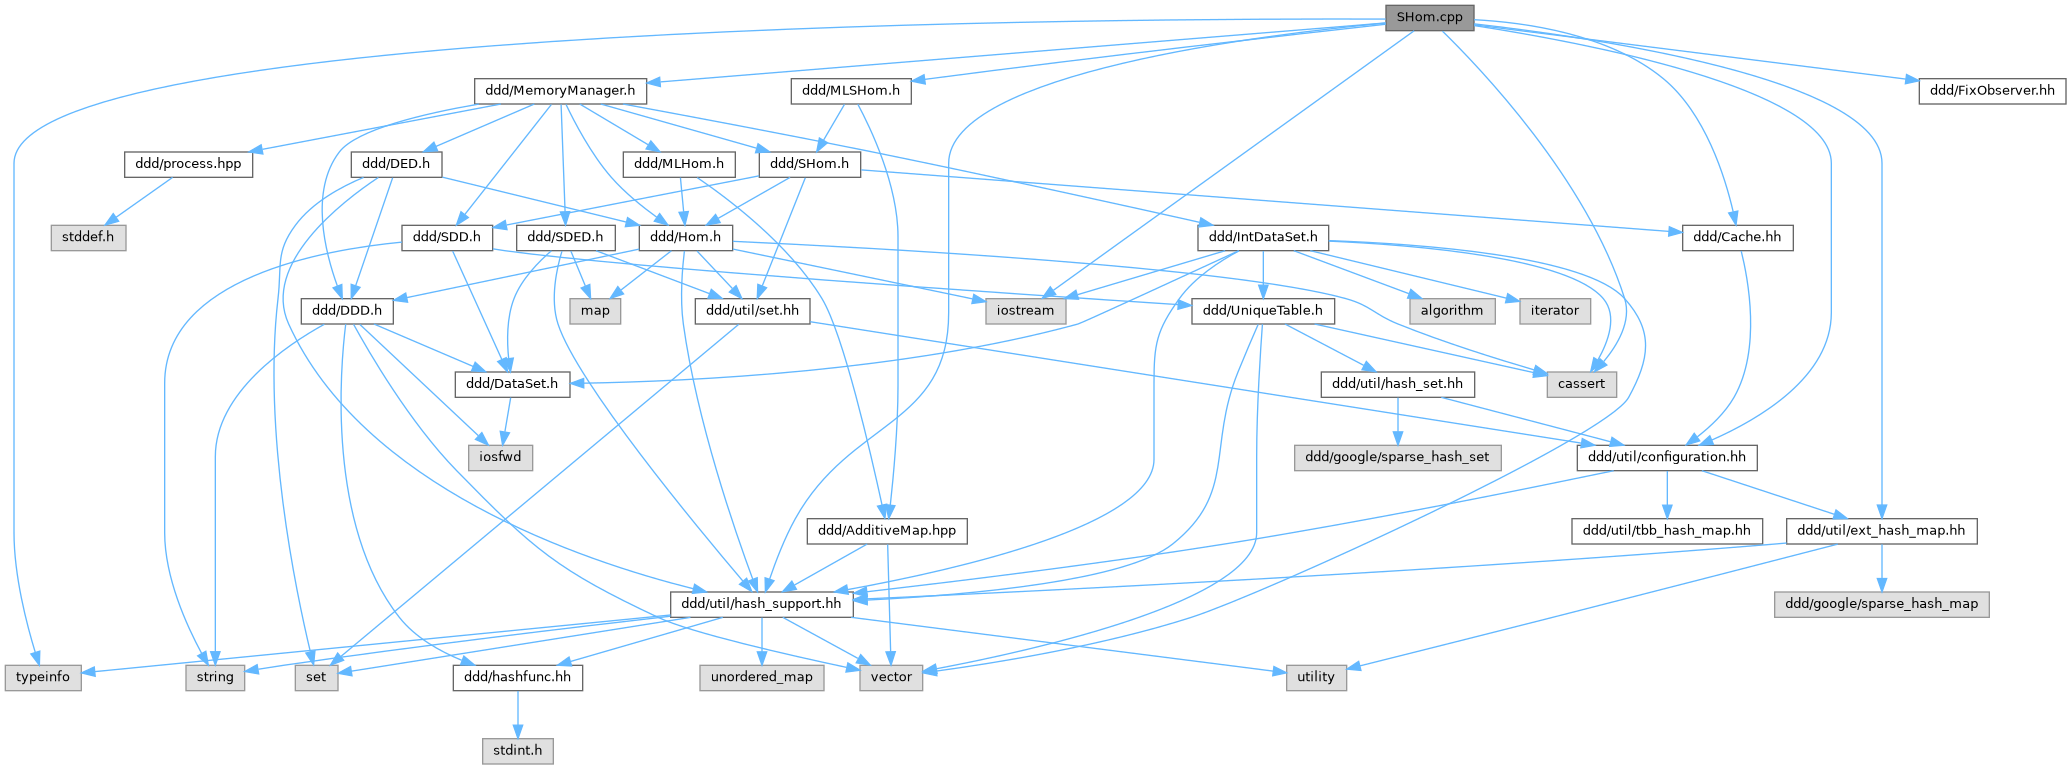 SHom.cpp
ddd/MemoryManager.h
ddd/MLSHom.h
ddd/FixObserver.hh
ddd/process.hpp
ddd/DED.h
ddd/MLHom.h
ddd/SHom.h
stddef.h
ddd/SDD.h
ddd/SDED.h
ddd/Hom.h
ddd/IntDataSet.h
ddd/Cache.hh
ddd/DDD.h
map
ddd/util/set.hh
iostream
ddd/UniqueTable.h
algorithm
iterator
ddd/DataSet.h
ddd/util/hash_set.hh
cassert
iosfwd
ddd/google/sparse_hash_set
ddd/util/configuration.hh
ddd/AdditiveMap.hpp
ddd/util/tbb_hash_map.hh
ddd/util/ext_hash_map.hh
ddd/util/hash_support.hh
ddd/google/sparse_hash_map
typeinfo
string
set
ddd/hashfunc.hh
unordered_map
vector
utility
stdint.h